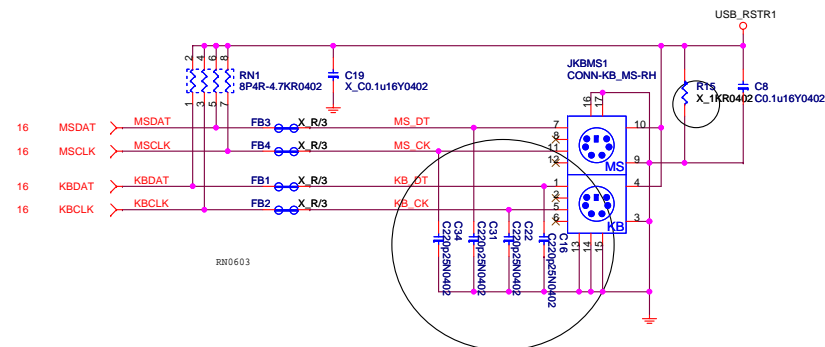 USB_RSTR1
2
4
6
8
RN1
8P4R-4.7KR0402
1
3
5
7
C19
X_C0.1u16Y0402
JKBMS1
CONN-KB_MS-RH
16
17
R15
X_1KR0402
C8
C0.1u16Y0402
16 MSDAT MSDAT FB3 X_R/3 MS_DT 7 10
8
16 MSCLK MSCLK FB4 X_R/3 MS_CK 11
12 MS 9
16 KBDAT KBDAT FB1 X_R/3 KB_DT 1 4
2
16 KBCLK KBCLK FB2 X_R/3 KB_CK 5
6 KB 3
C34
C220p25N0402
C31
C220p25N0402
C22
C220p25N0402
C16
C220p25N0402
13
14
15
RN0603